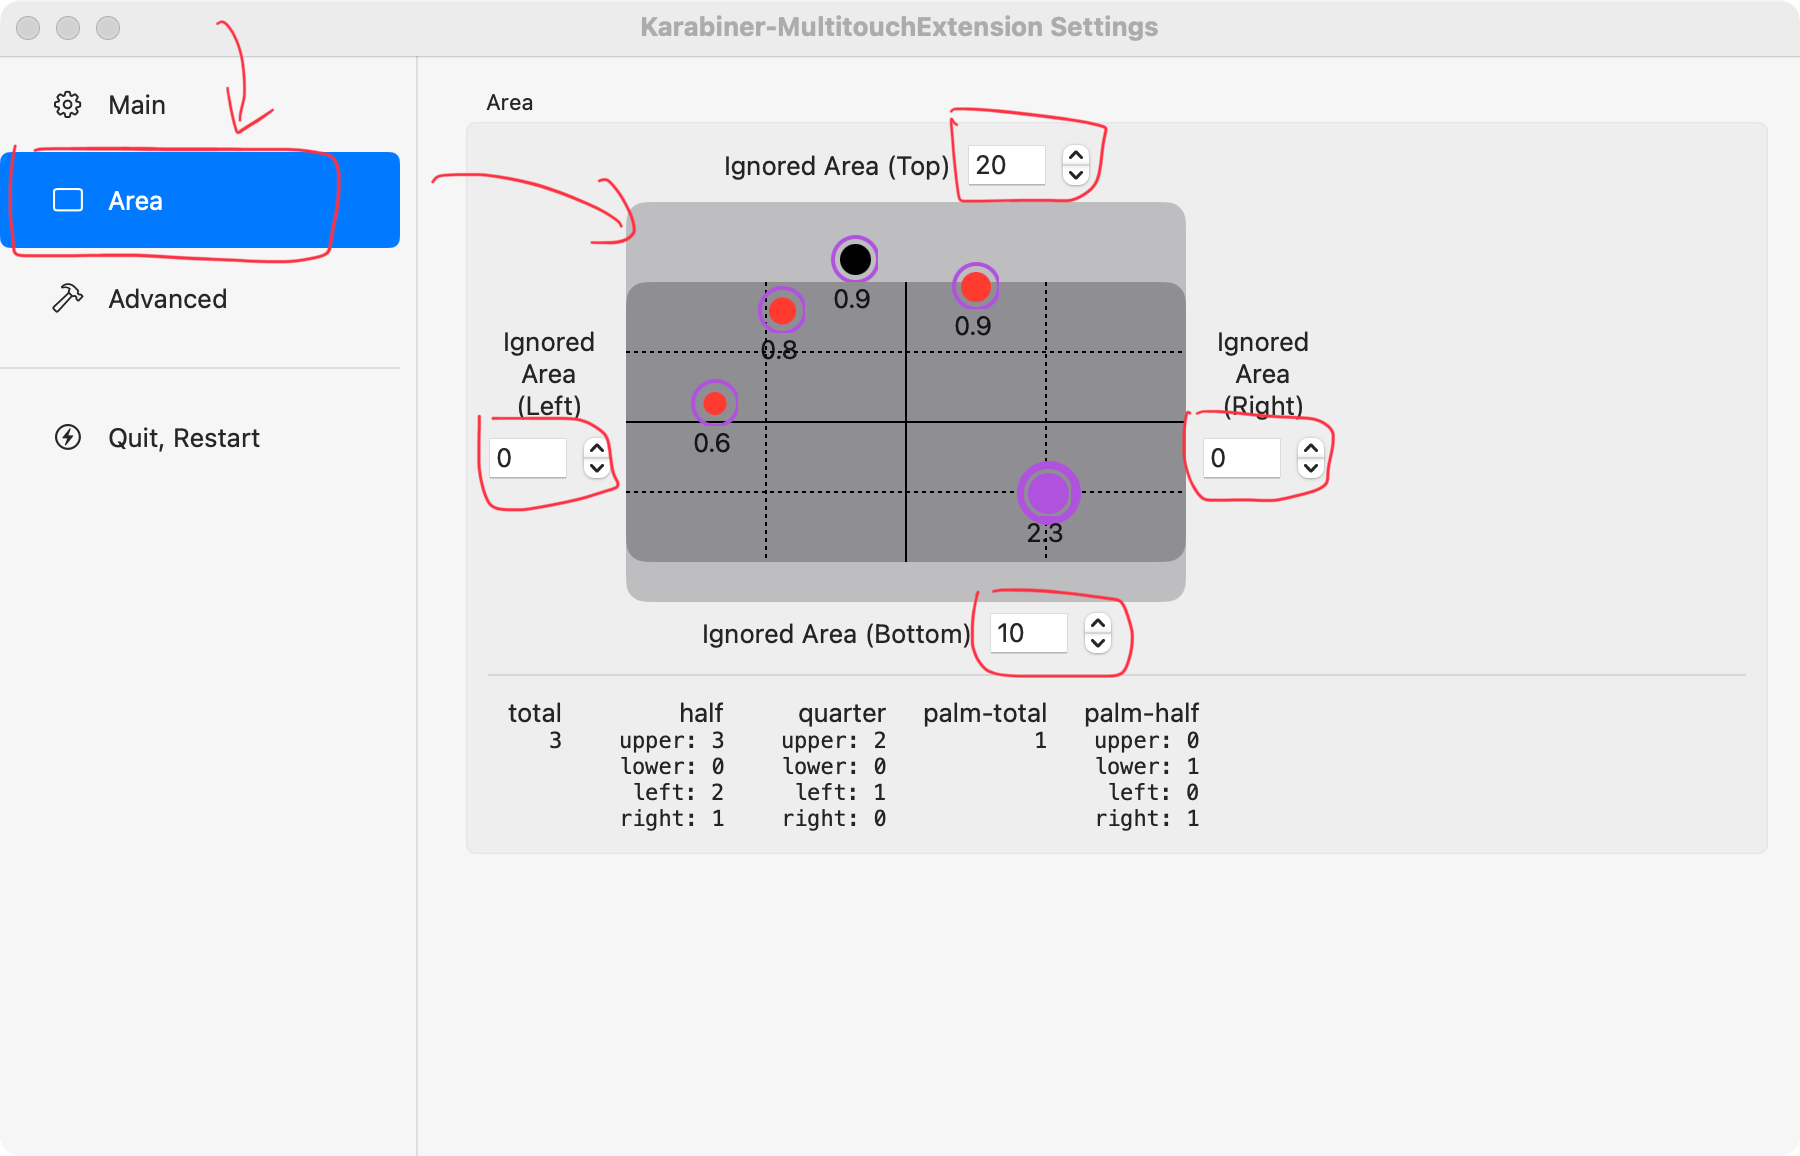 Karabiner-MultitouchExtension Settings
Main
Area
Advanced
Quit, Restart
Area
Ignored Area (Top) 20
0.9
0.9
0.8
0.6
2.3
Ignored
Area
(Left)
0
Ignored
Area
(Right)
0
Ignored Area (Bottom) 10
total half quarter palm-total palm-half
3 upper: 3 upper: 2 1 upper: 0
lower: 0 lower: 0 lower: 1
left: 2 left: 1 left: 0
right: 1 right: 0 right: 1